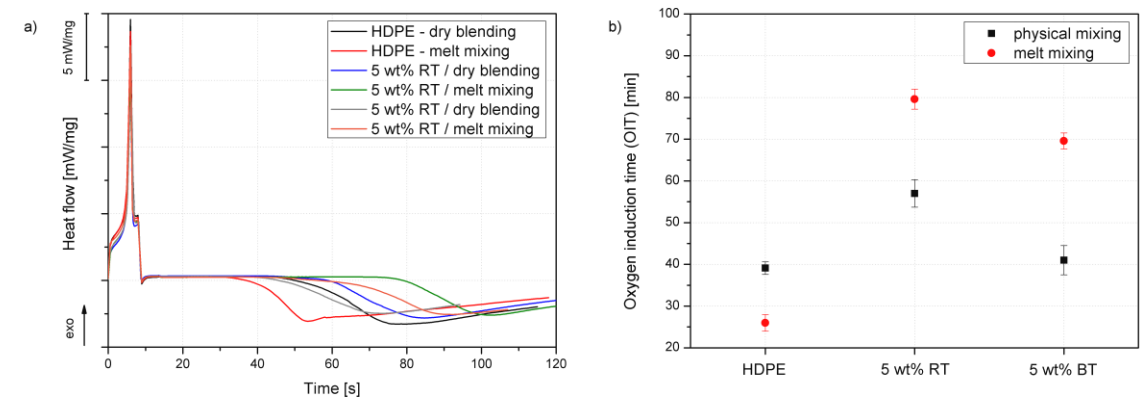 a)
5 mW/mg
HDPE - dry blending
HDPE - melt mixing
5 wt% RT / dry blending
5 wt% RT / melt mixing
5 wt% RT / dry blending
5 wt% RT / melt mixing
Heat flow [mW/mg]
exo
0 20 40 60 80 100 120
Time [s]
b)
physical mixing
melt mixing
Oxygen induction time (OIT) [min]
100
90
80
70
60
50
40
30
20
HDPE 5 wt% RT 5 wt% BT